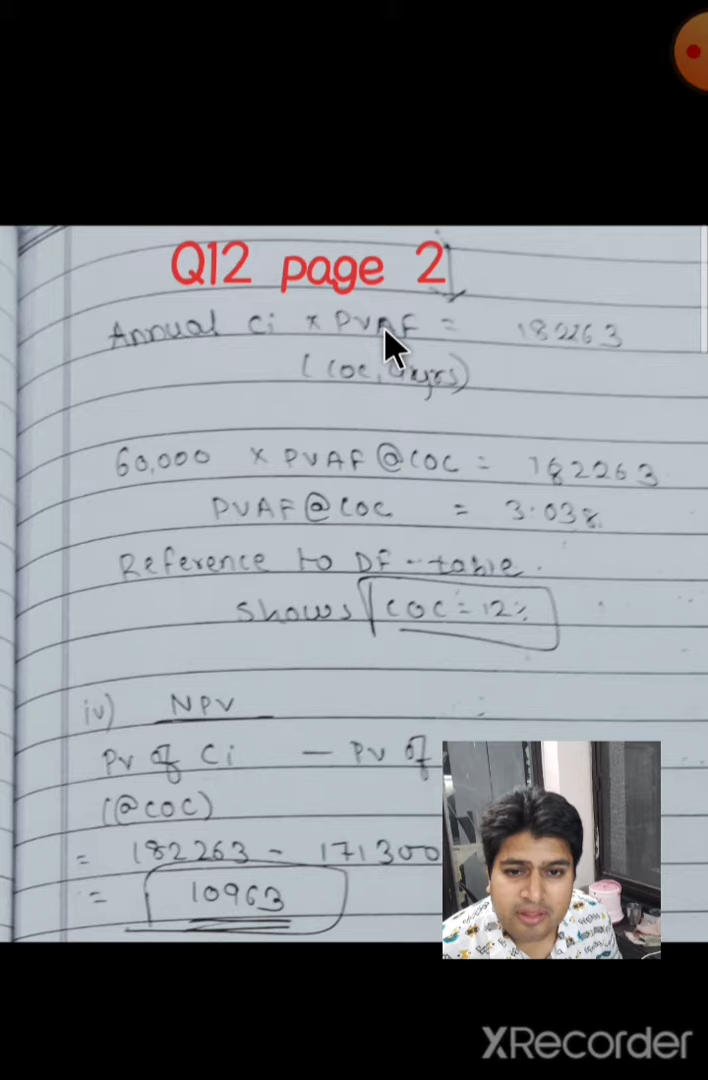 Q12 page 2
Annual Ci × PVAF = 182263
(COC, 4yrs)
60,000 × PVAF@COC = 182263
PVAF@COC = 3.038
Reference to DF-table.
shows COC = 12%
iv) NPV
PV of Ci — PV of
(@COC)
= 182263 - 171300
= 10963
XRecorder